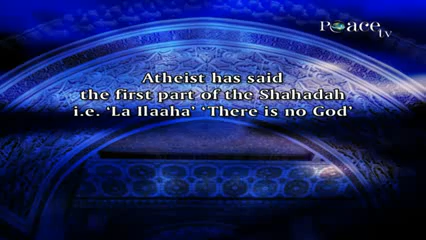 Peace tv
Atheist has said
the first part of the Shahadah
i.e. ‘La Ilaaha’ ‘There is no God’